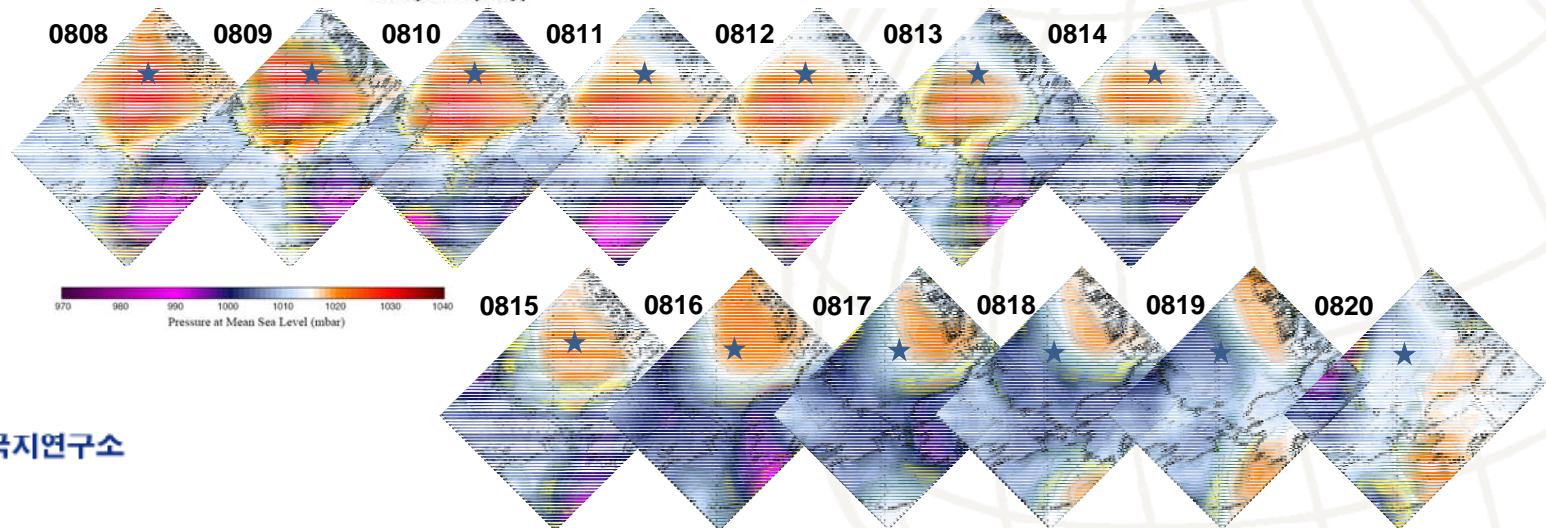 0808 0809 0810 0811 0812 0813 0814
970 980 990 1000 1010 1020 1030 1040
Pressure at Mean Sea Level (mbar)
0815 0816 0817 0818 0819 0820
국지연구소